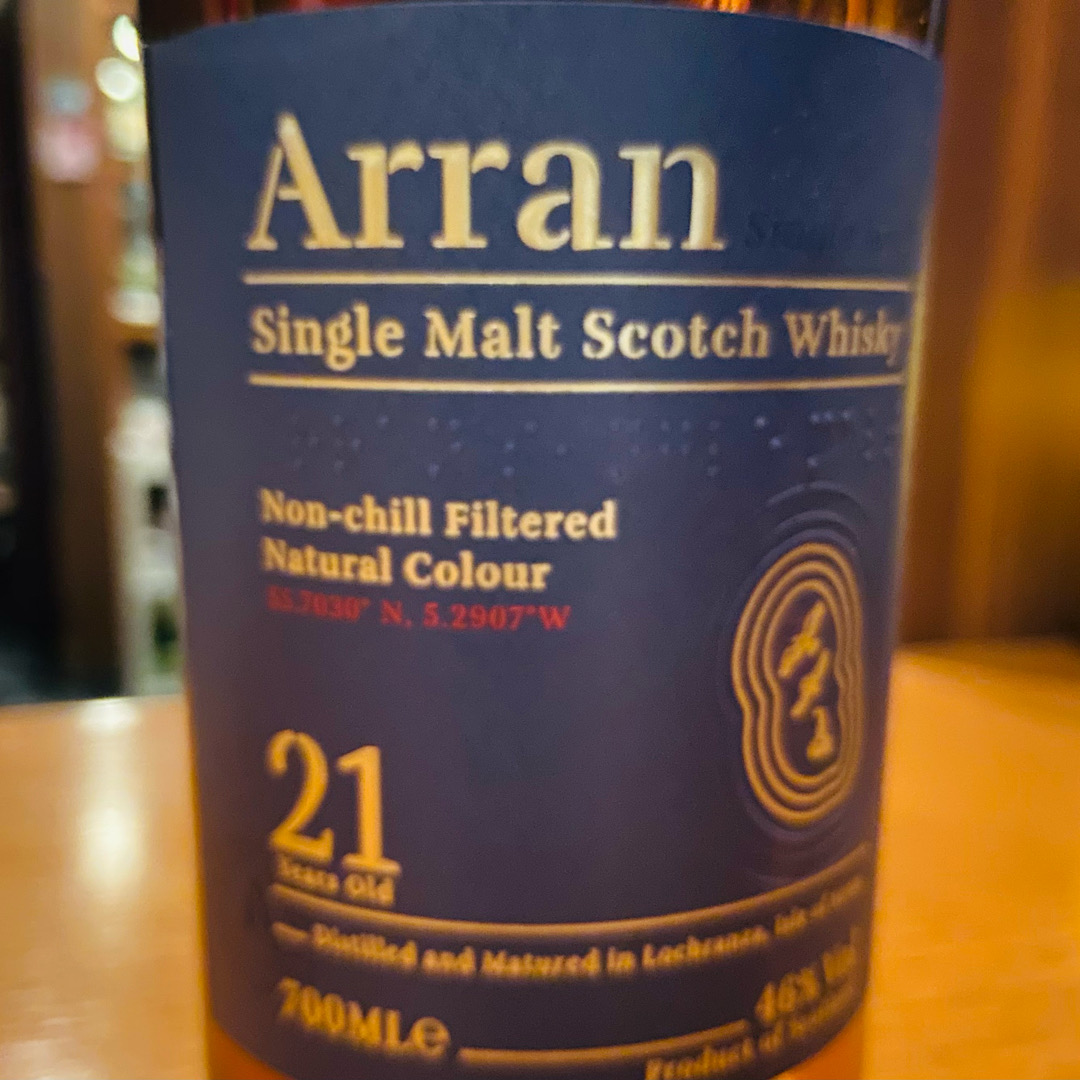 Arran
Single Malt Scotch Whisky
Non-chill Filtered
Natural Colour
55.7030° N, 5.2907°W
21
Years Old
Distilled and Matured in Lochranza, Isle of Arran
700MLe
46% Vol
Product of Scotland